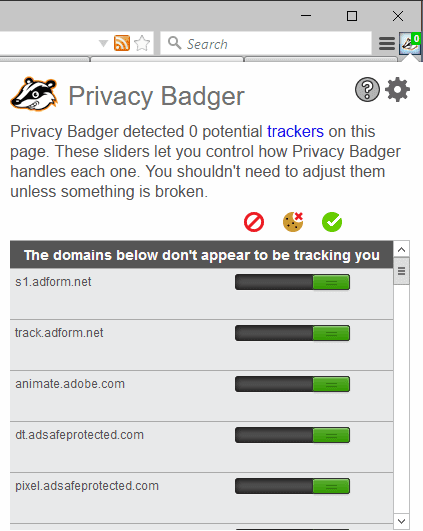 Search
0
Privacy Badger
Privacy Badger detected 0 potential trackers on this
page. These sliders let you control how Privacy Badger
handles each one. You shouldn't need to adjust them
unless something is broken.
The domains below don't appear to be tracking you
s1.adform.net
track.adform.net
animate.adobe.com
dt.adsafeprotected.com
pixel.adsafeprotected.com